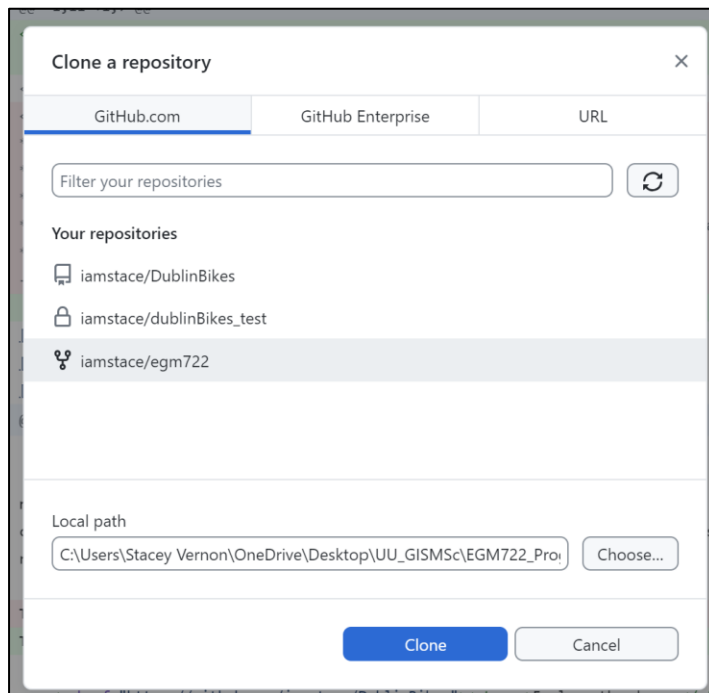 Clone a repository
GitHub.com GitHub Enterprise URL
Filter your repositories
Your repositories
iamstace/DublinBikes
iamstace/dublinBikes_test
iamstace/egm722
Local path
C:\Users\Stacey Vernon\OneDrive\Desktop\UU_GISMSc\EGM722_Prog Choose...
Clone Cancel